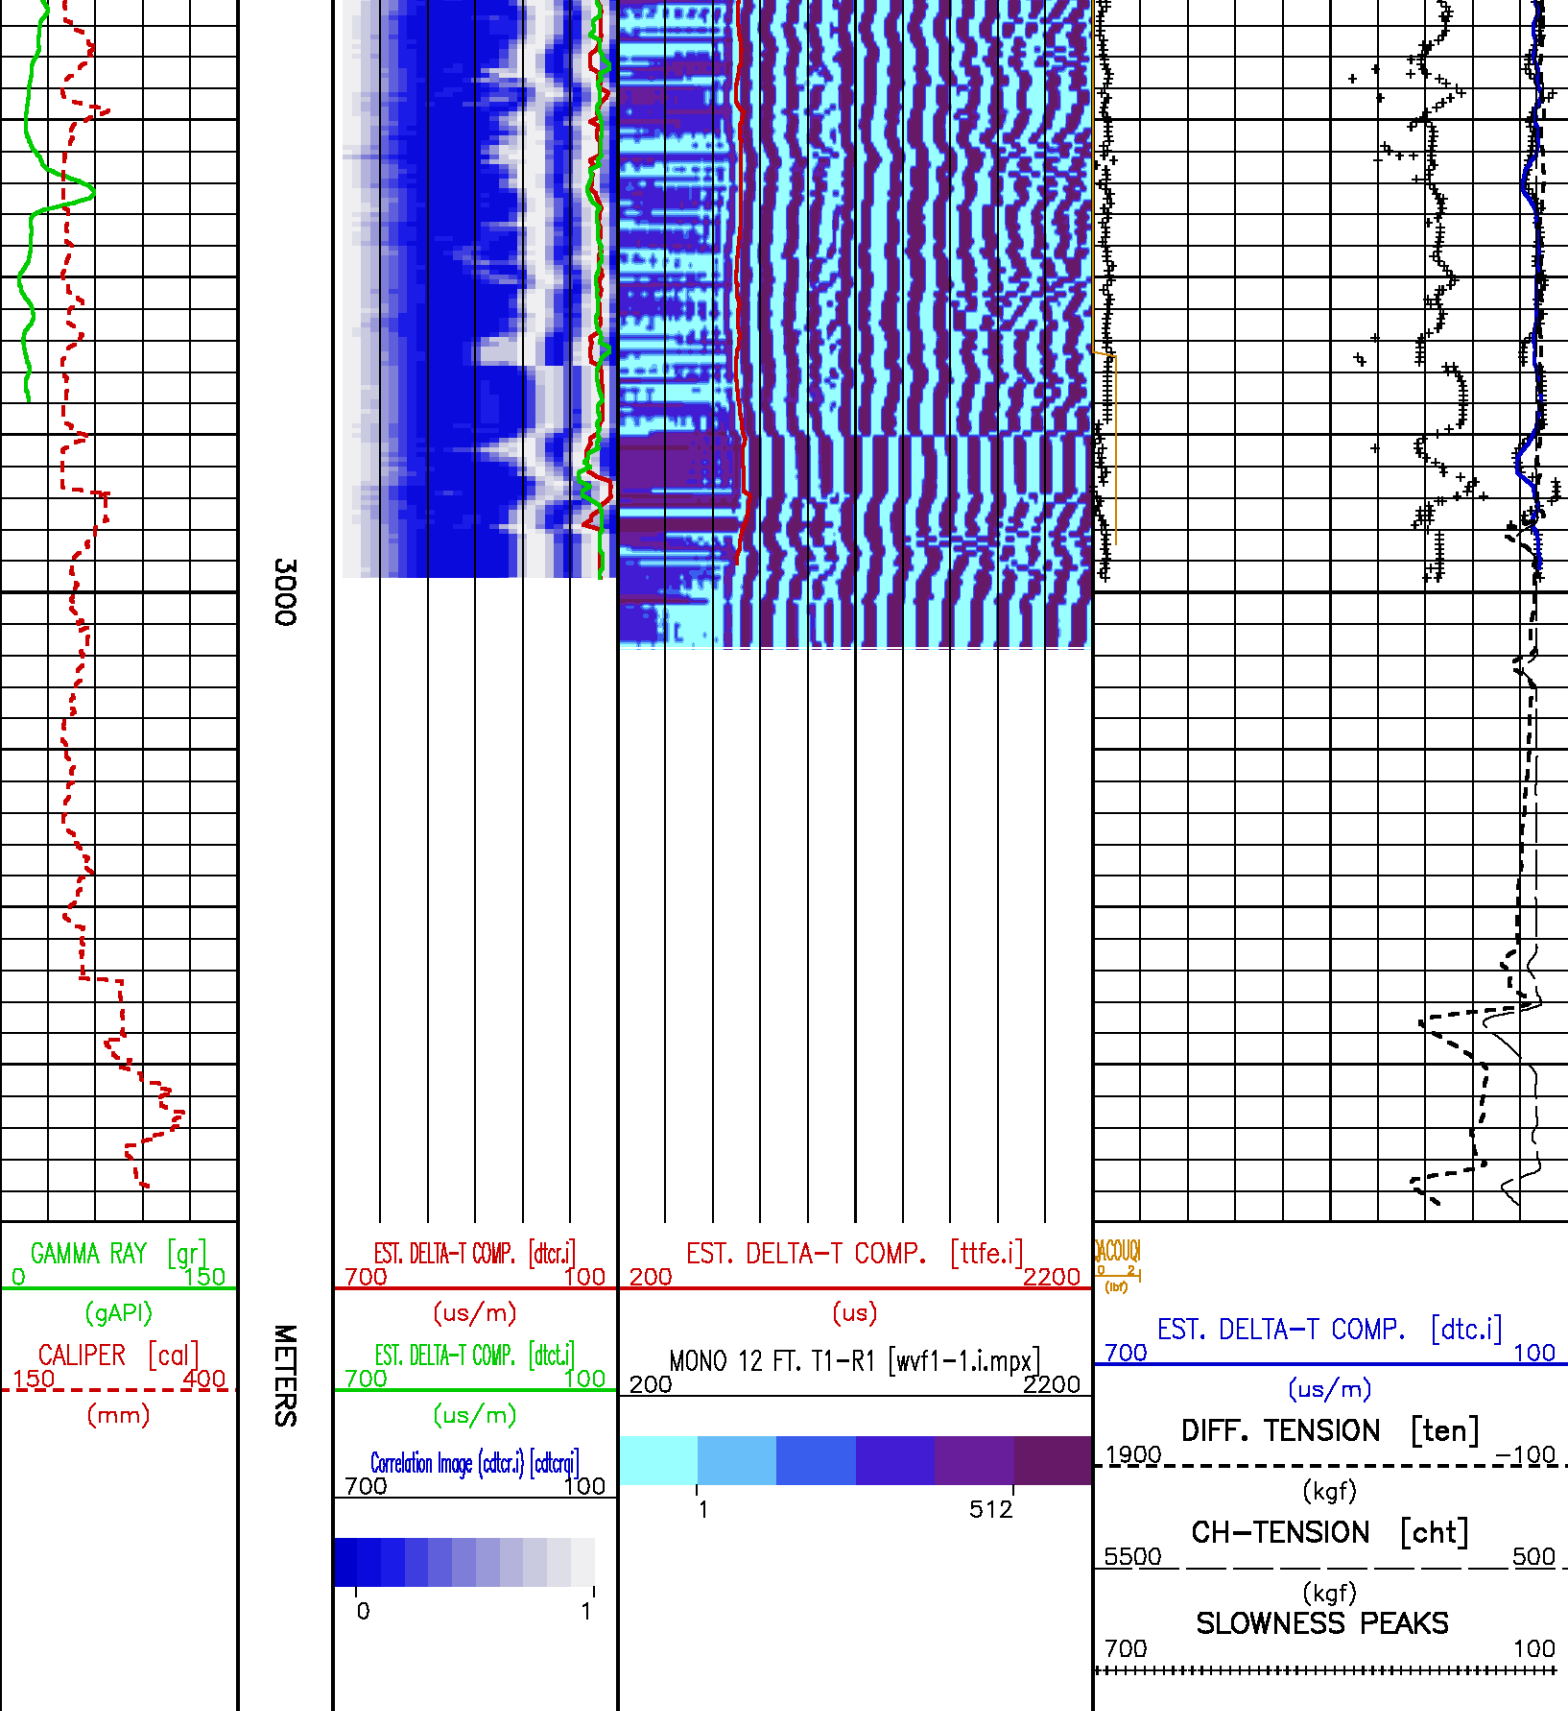 3000
METERS
GAMMA RAY [gr]
0 150
(gAPI)
CALIPER [cal]
150 400
(mm)
EST. DELTA-T COMP. [dtcr.i]
700 100
(us/m)
EST. DELTA-T COMP. [dtct.i]
700 100
(us/m)
Correlation Image (cdtcr.i) [cdtcrqi]
700 100
0 1
EST. DELTA-T COMP. [ttfe.i]
200 2200
(us)
MONO 12 FT. T1-R1 [wvf1-1.i.mpx]
200 2200
1 512
0 2
(lbf)
EST. DELTA-T COMP. [dtc.i]
700 100
(us/m)
DIFF. TENSION [ten]
1900 -100
(kgf)
CH-TENSION [cht]
5500 500
(kgf)
SLOWNESS PEAKS
700 100